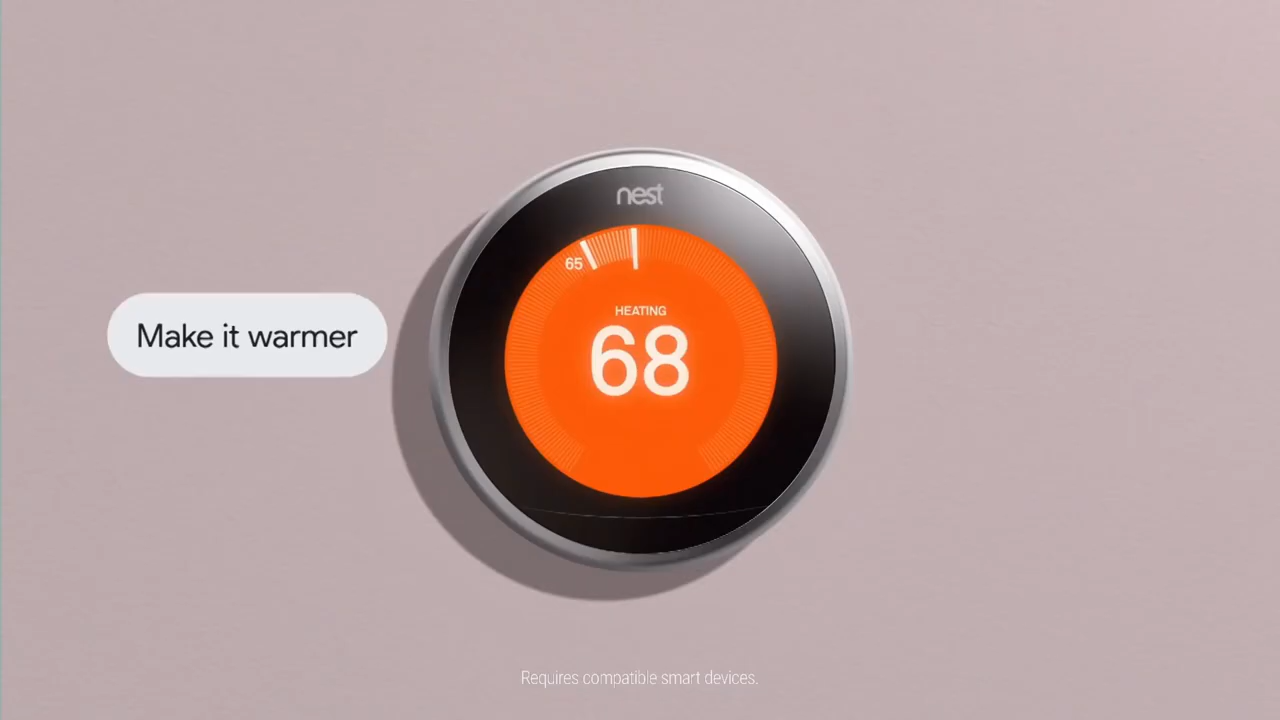 nest
65
HEATING
68
Make it warmer
Requires compatible smart devices.